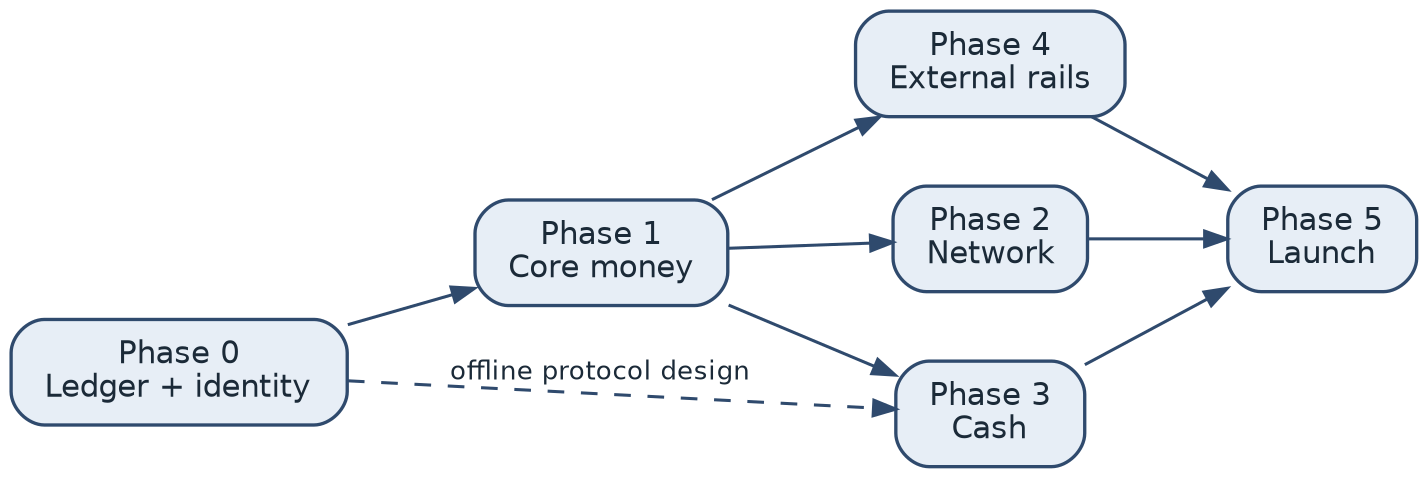 Phase 4
External rails
Phase 2
Network
Phase 5
Launch
Phase 1
Core money
Phase 0
Ledger + identity
offline protocol design
Phase 3
Cash